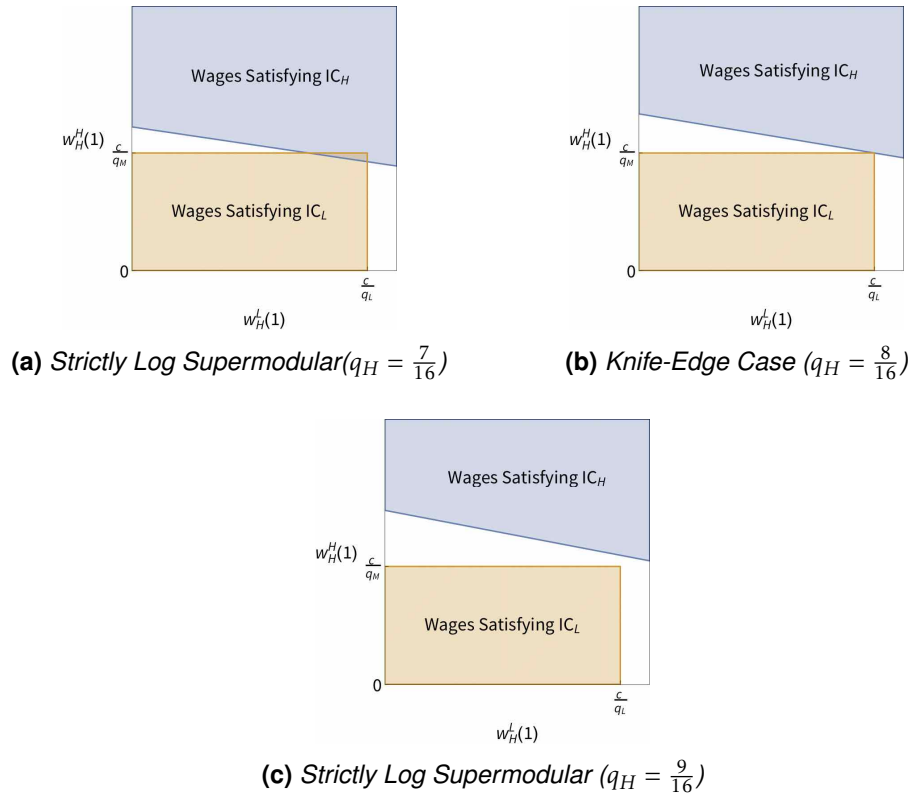 Wages Satisfying IC_H
w_H^H(1) c/q_M
Wages Satisfying IC_L
0
c/q_L
w_H^L(1)
(a) Strictly Log Supermodular(q_H = 7/16)
Wages Satisfying IC_H
w_H^H(1) c/q_M
Wages Satisfying IC_L
0
c/q_L
w_H^L(1)
(b) Knife-Edge Case (q_H = 8/16)
Wages Satisfying IC_H
w_H^H(1) c/q_M
Wages Satisfying IC_L
0
c/q_L
w_H^L(1)
(c) Strictly Log Supermodular (q_H = 9/16)